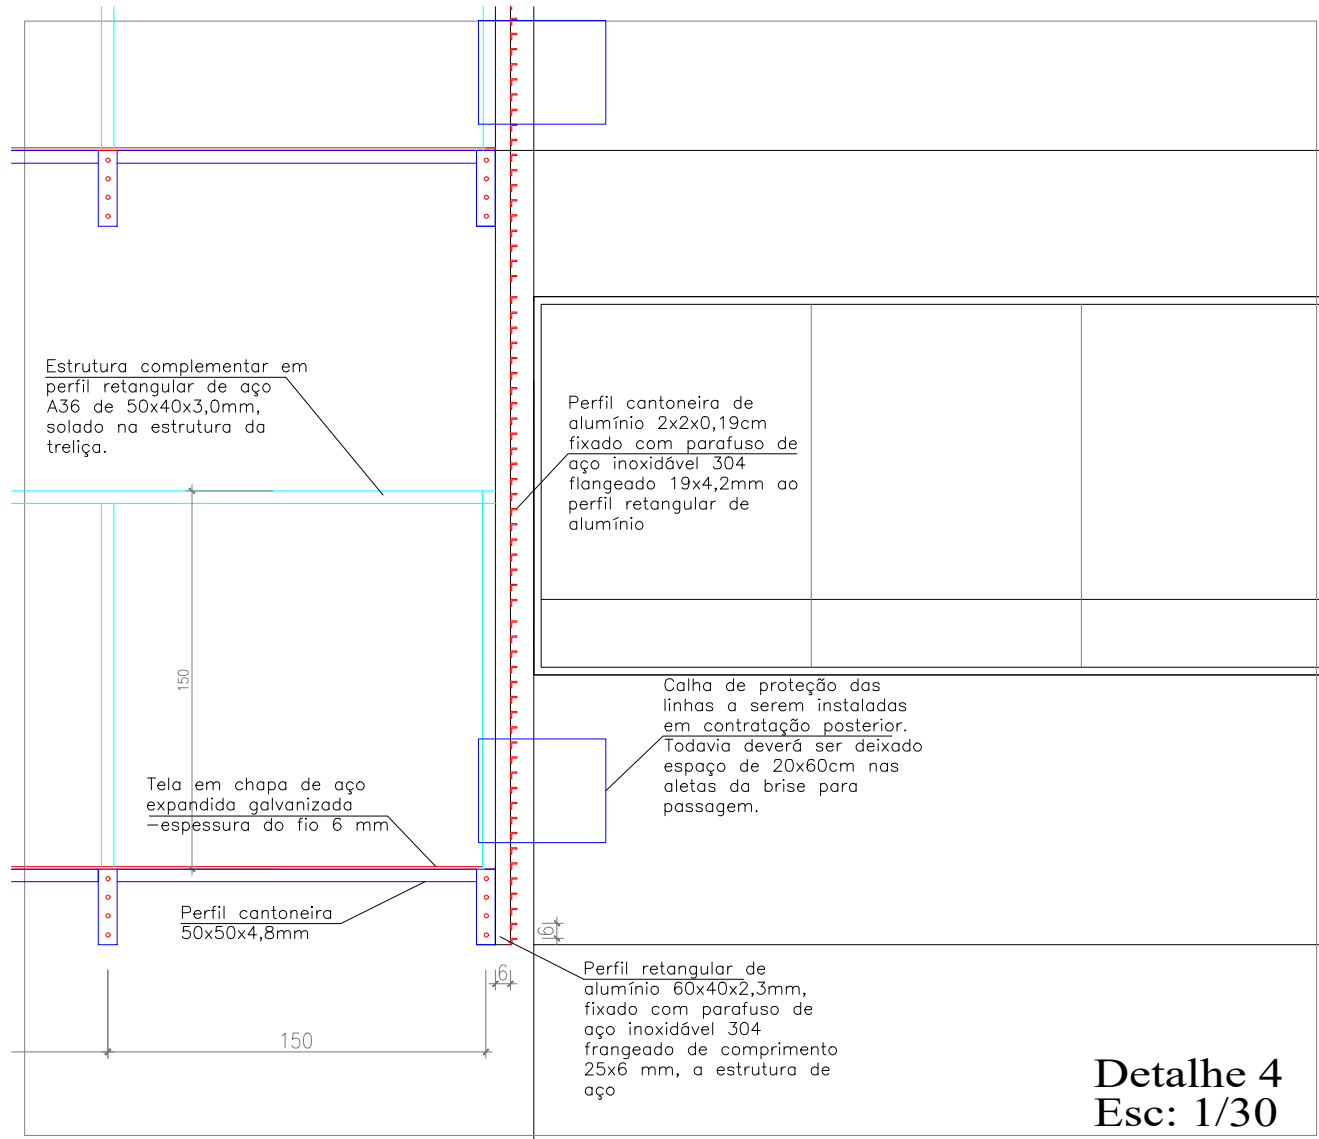 Estrutura complementar em
perfil retangular de aço
A36 de 50x40x3,0mm,
solado na estrutura da
treliça.
Perfil cantoneira de
alumínio 2x2x0,19cm
fixado com parafuso de
aço inoxidável 304
flangeado 19x4,2mm ao
perfil retangular de
alumínio
150
Calha de proteção das
linhas a serem instaladas
em contratação posterior.
Todavia deverá ser deixado
espaço de 20x60cm nas
aletas da brise para
passagem.
Tela em chapa de aço
expandida galvanizada
-espessura do fio 6 mm
Perfil cantoneira
50x50x4,8mm
6
6
Perfil retangular de
alumínio 60x40x2,3mm,
fixado com parafuso de
aço inoxidável 304
frangeado de comprimento
25x6 mm, a estrutura de
aço
150
Detalhe 4
Esc: 1/30